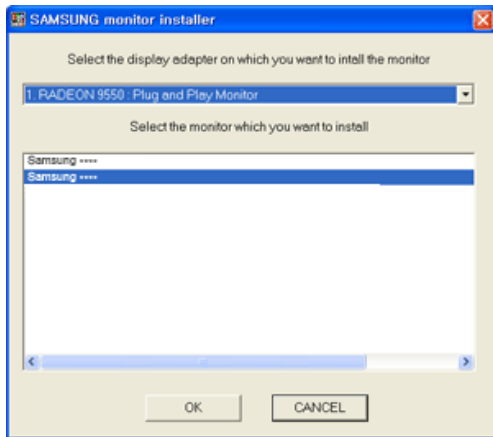 SAMSUNG monitor installer
Select the display adapter on which you want to intall the monitor
1. RADEON 9550 : Plug and Play Monitor
Select the monitor which you want to install
Samsung ----
Samsung ----
OK
CANCEL